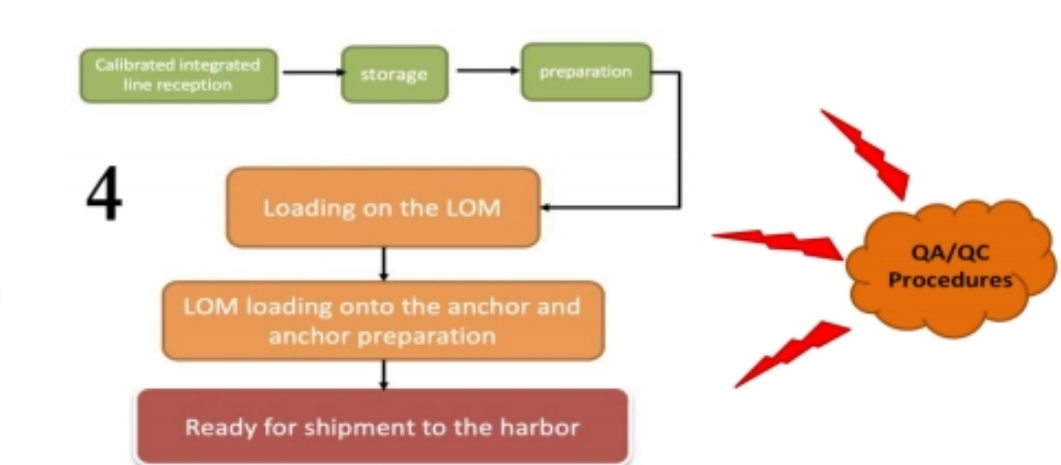 Calibrated integrated
line reception
storage
preparation
4
Loading on the LOM
LOM loading onto the anchor and
anchor preparation
Ready for shipment to the harbor
QA/QC
Procedures